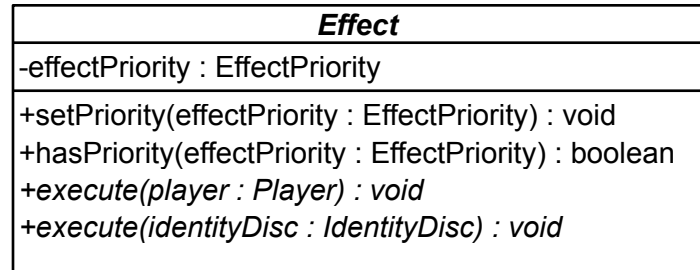 Effect
-effectPriority : EffectPriority
+setPriority(effectPriority : EffectPriority) : void
+hasPriority(effectPriority : EffectPriority) : boolean
+execute(player : Player) : void
+execute(identityDisc : IdentityDisc) : void